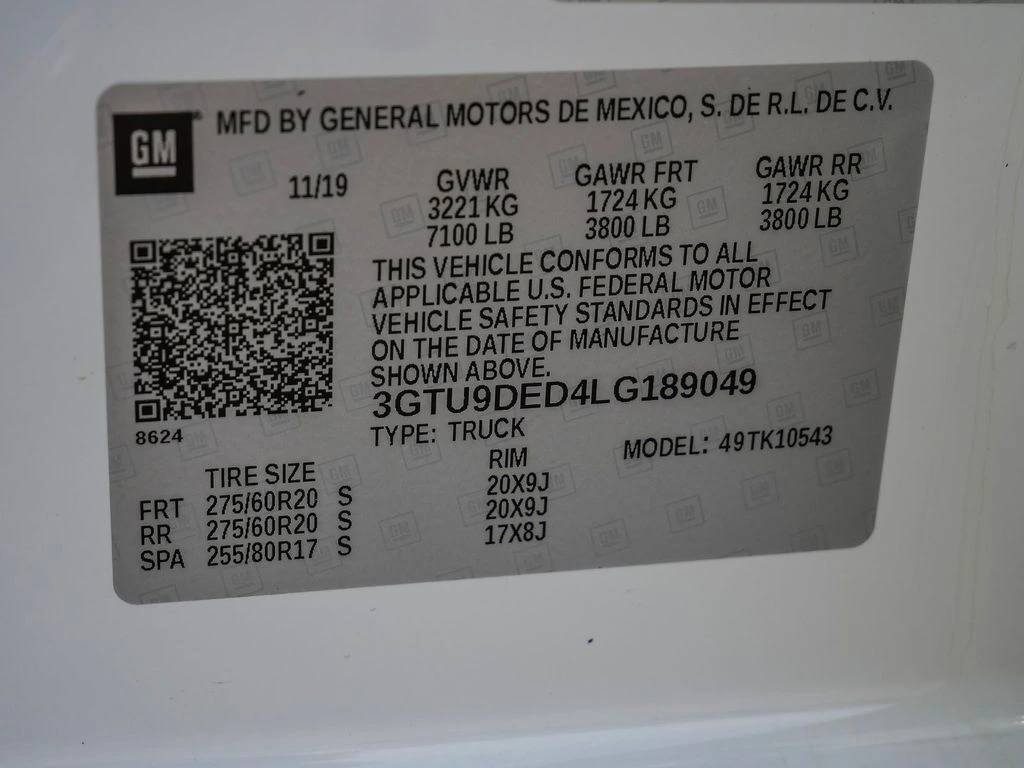 GM MFD BY GENERAL MOTORS DE MEXICO, S. DE R.L. DE C.V.
11/19 GVWR GAWR FRT GAWR RR
3221 KG 1724 KG 1724 KG
7100 LB 3800 LB 3800 LB
THIS VEHICLE CONFORMS TO ALL
APPLICABLE U.S. FEDERAL MOTOR
VEHICLE SAFETY STANDARDS IN EFFECT
ON THE DATE OF MANUFACTURE
SHOWN ABOVE.
3GTU9DED4LG189049
8624 TYPE: TRUCK MODEL: 49TK10543
TIRE SIZE RIM
FRT 275/60R20 S 20X9J
RR 275/60R20 S 20X9J
SPA 255/80R17 S 17X8J